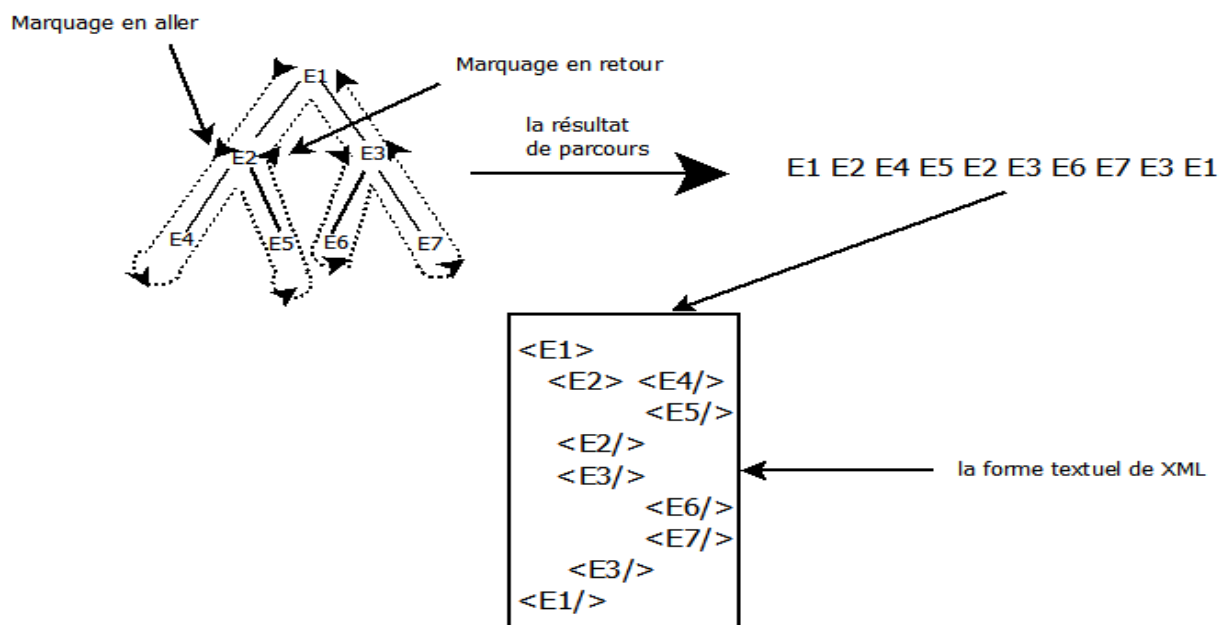 Marquage en aller
Marquage en retour
E1
E2
E3
E4
E5
E6
E7
la résultat
de parcours
E1 E2 E4 E5 E2 E3 E6 E7 E3 E1
<E1>
<E2> <E4/>
<E5/>
<E2/>
<E3/>
<E6/>
<E7/>
<E3/>
<E1/>
la forme textuel de XML